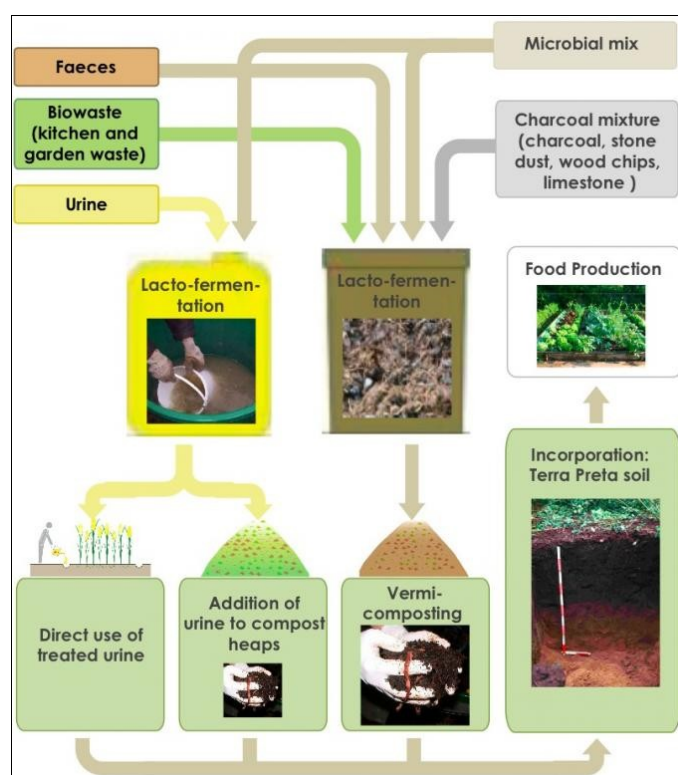 Microbial mix
Faeces
Biowaste
(kitchen and
garden waste)
Charcoal mixture
(charcoal, stone
dust, wood chips,
limestone )
Urine
Lacto-fermen-
tation
Lacto-fermen-
tation
Food Production
Incorporation:
Terra Preta soil
Direct use of
treated urine
Addition of
urine to compost
heaps
Vermi-
composting